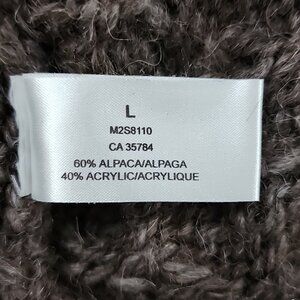 L
M2S8110
CA 35784
60% ALPACA/ALPAGA
40% ACRYLIC/ACRYLIQUE